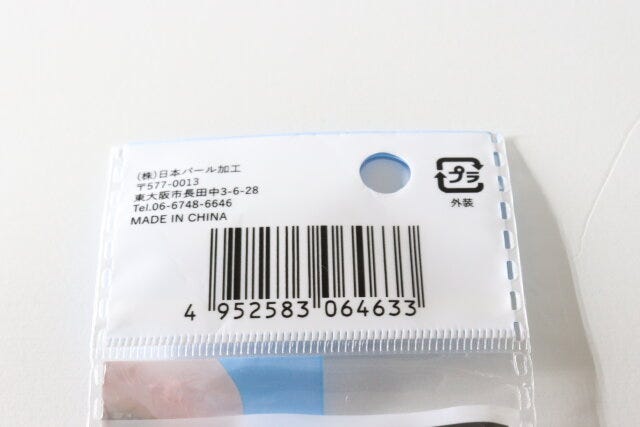 (株)日本パール加工
〒577-0013
東大阪市長田中3-6-28
Tel.06-6748-6646
MADE IN CHINA
プラ
外装
4 952583 064633